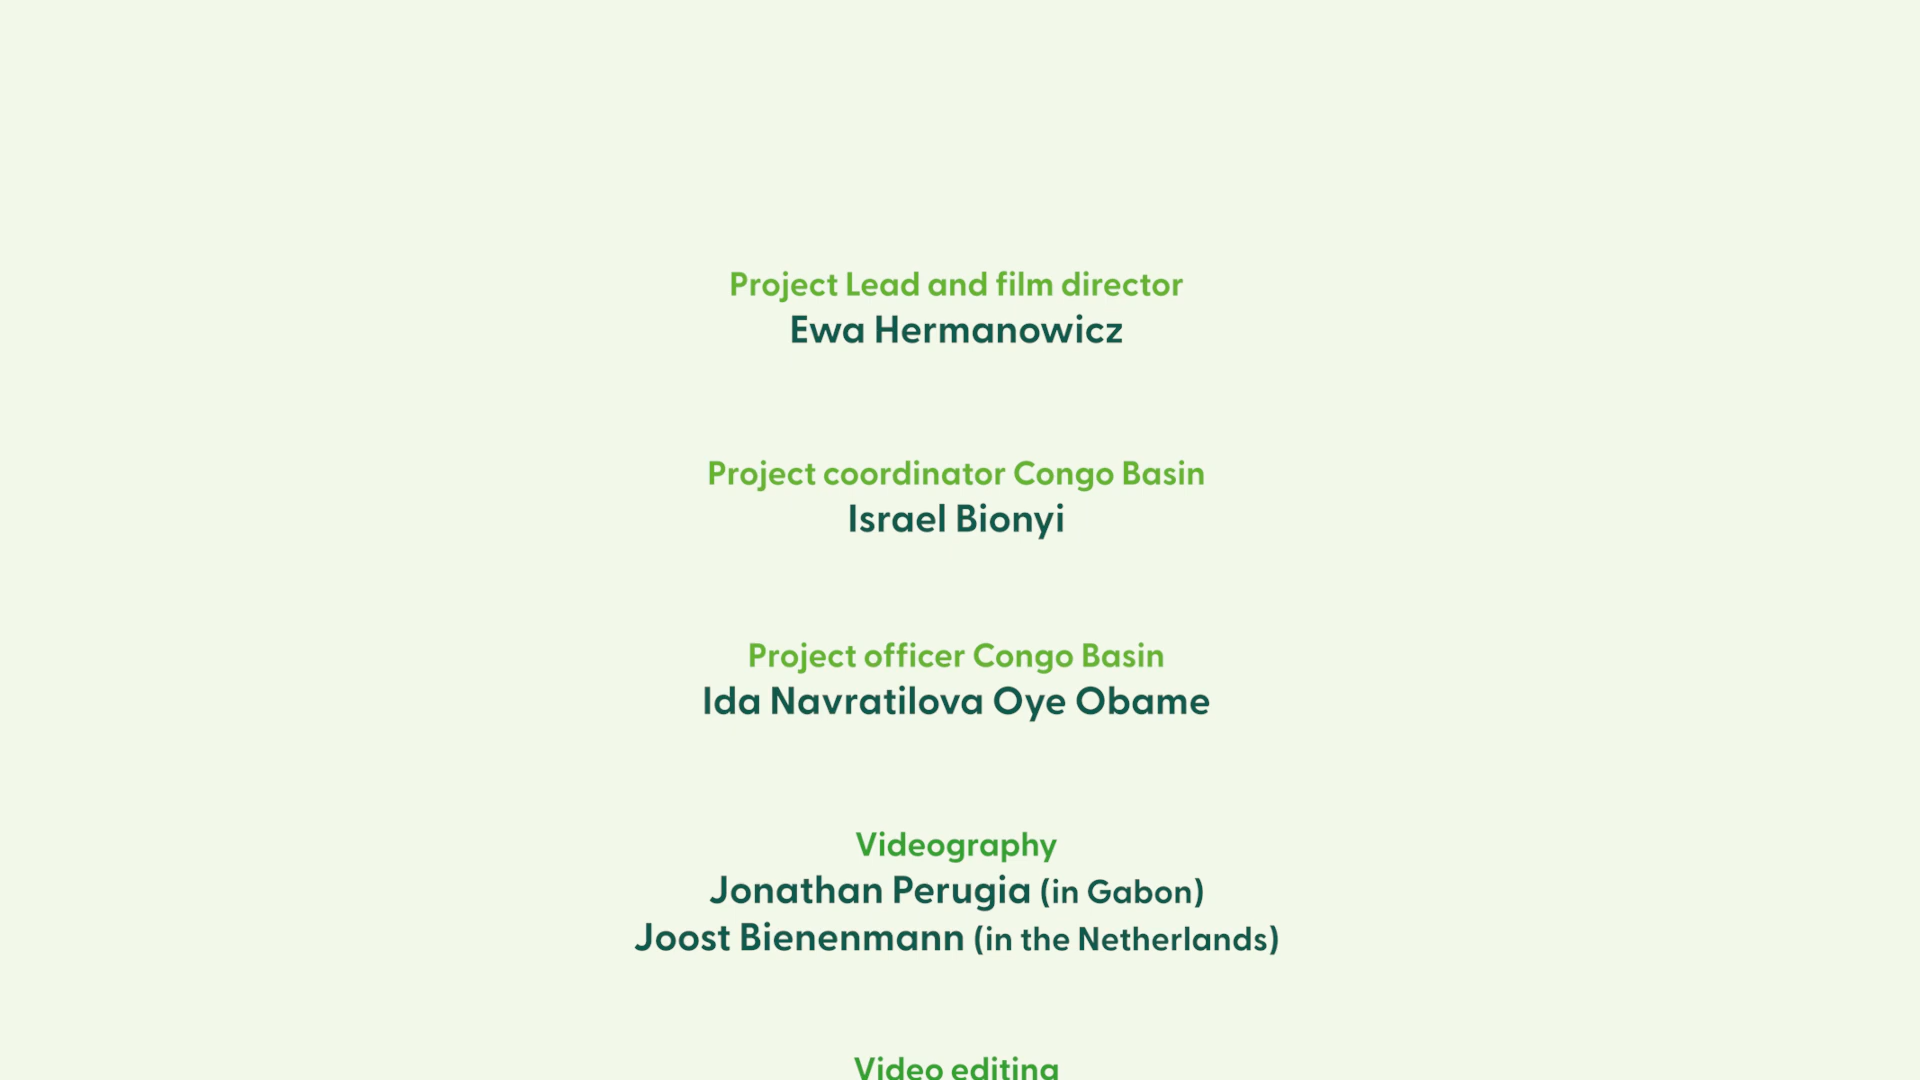 Project Lead and film director
Ewa Hermanowicz
Project coordinator Congo Basin
Israel Bionyi
Project officer Congo Basin
Ida Navratilova Oye Obame
Videography
Jonathan Perugia (in Gabon)
Joost Bienenmann (in the Netherlands)
Video editing